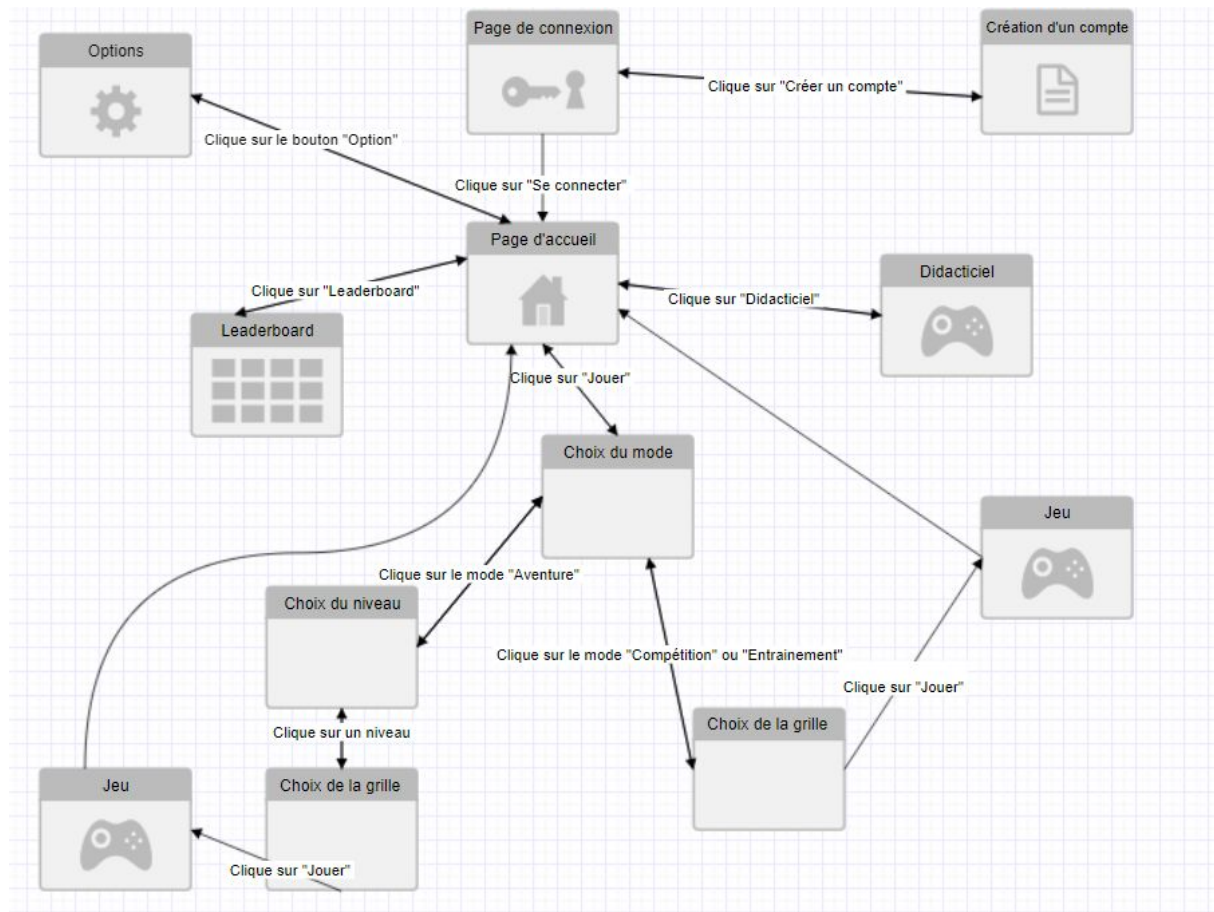 Page de connexion
Création d'un compte
Options
Clique sur "Créer un compte"
Clique sur le bouton "Option"
Clique sur "Se connecter"
Page d'accueil
Didacticiel
Clique sur "Leaderboard"
Clique sur "Didacticiel"
Leaderboard
Clique sur "Jouer"
Choix du mode
Jeu
Clique sur le mode "Aventure"
Choix du niveau
Clique sur le mode "Compétition" ou "Entrainement"
Clique sur "Jouer"
Choix de la grille
Clique sur un niveau
Jeu
Choix de la grille
Clique sur "Jouer"